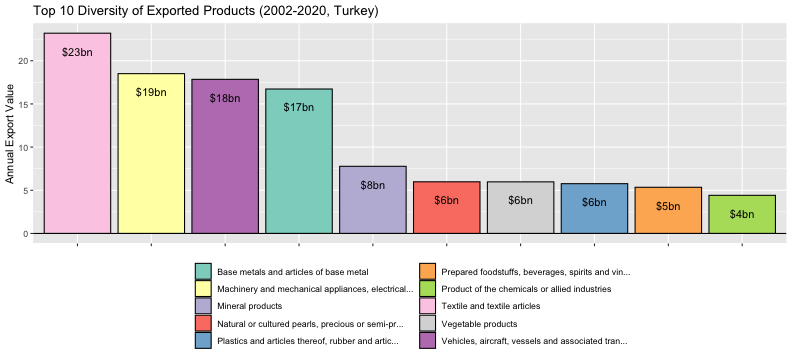 Top 10 Diversity of Exported Products (2002-2020, Turkey)
Annual Export Value
20
15
10
5
0
$23bn
$19bn
$18bn
$17bn
$8bn
$6bn
$6bn
$6bn
$5bn
$4bn
Base metals and articles of base metal
Machinery and mechanical appliances, electrical...
Mineral products
Natural or cultured pearls, precious or semi-pr...
Plastics and articles thereof, rubber and artic...
Prepared foodstuffs, beverages, spirits and vin...
Product of the chemicals or allied industries
Textile and textile articles
Vegetable products
Vehicles, aircraft, vessels and associated tran...